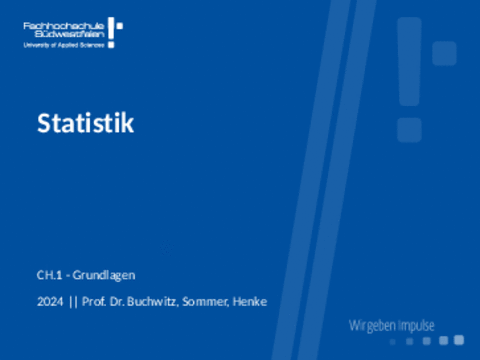 Fachhochschule
Südwestfalen
University of Applied Sciences
Statistik
CH.1 - Grundlagen
2024 || Prof. Dr. Buchwitz, Sommer, Henke
Wir geben Impulse